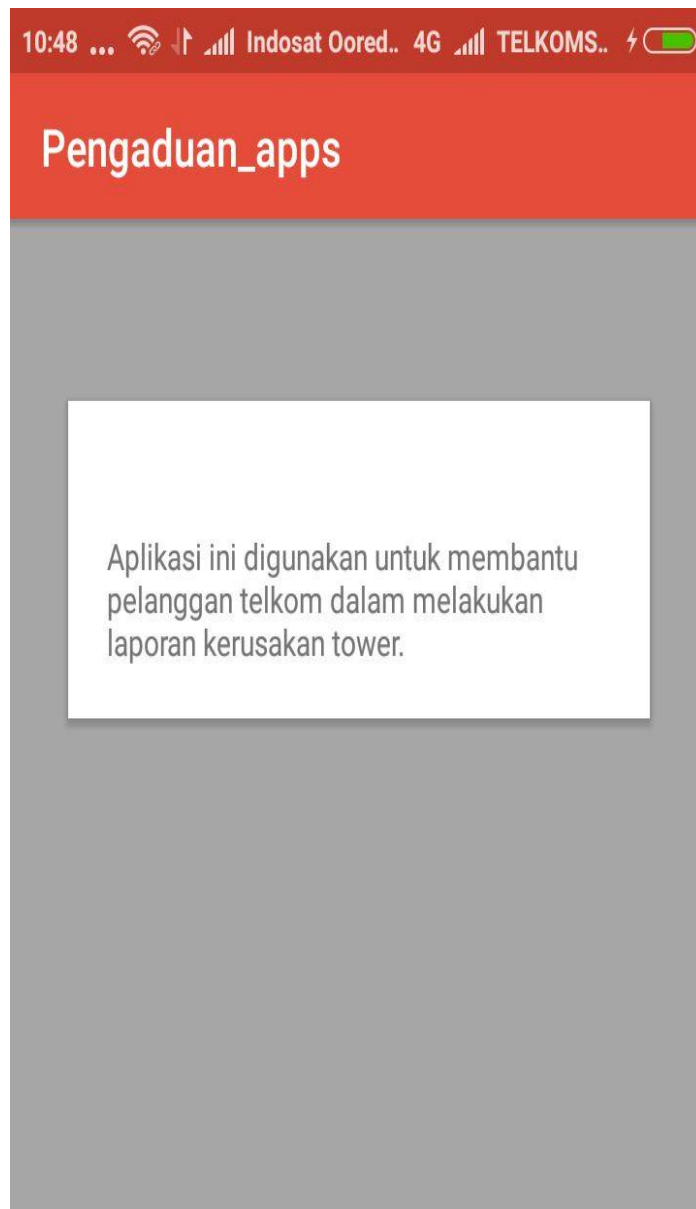 10:48 ... Indosat Oored.. 4G TELKOMS..
Pengaduan_apps
Aplikasi ini digunakan untuk membantu
pelanggan telkom dalam melakukan
laporan kerusakan tower.